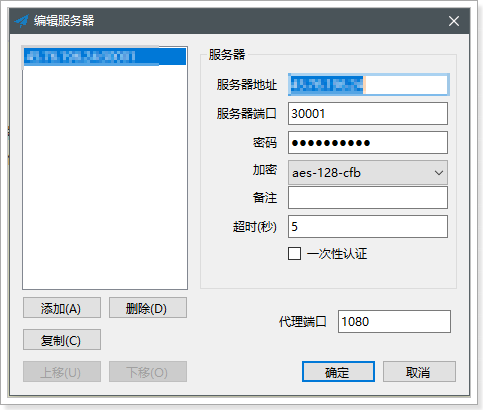 编辑服务器
服务器
服务器地址
服务器端口 30001
密码 ●●●●●●●●●●
加密 aes-128-cfb
备注
超时(秒) 5
一次性认证
添加(A) 删除(D)
代理端口 1080
复制(C)
上移(U) 下移(O)
确定 取消